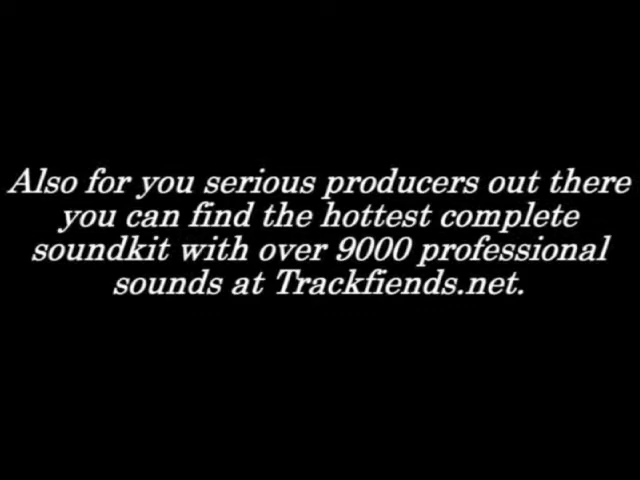 Also for you serious producers out there
you can find the hottest complete
soundkit with over 9000 professional
sounds at Trackfiends.net.